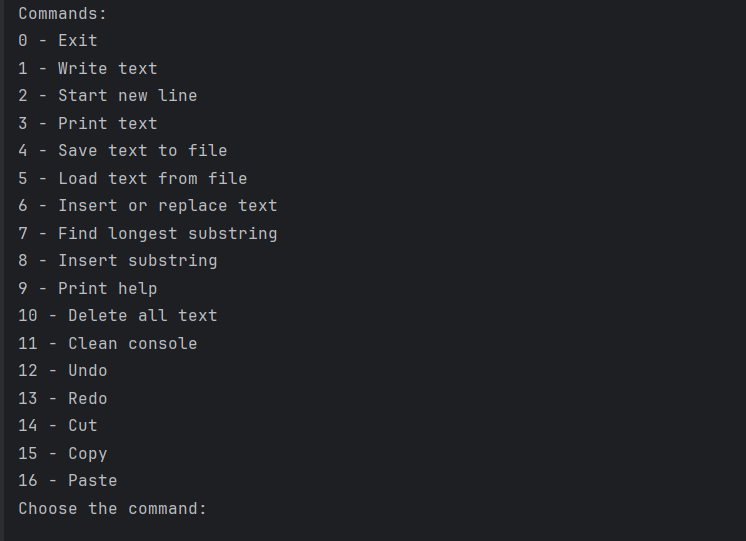 Commands:
0 - Exit
1 - Write text
2 - Start new line
3 - Print text
4 - Save text to file
5 - Load text from file
6 - Insert or replace text
7 - Find longest substring
8 - Insert substring
9 - Print help
10 - Delete all text
11 - Clean console
12 - Undo
13 - Redo
14 - Cut
15 - Copy
16 - Paste
Choose the command: